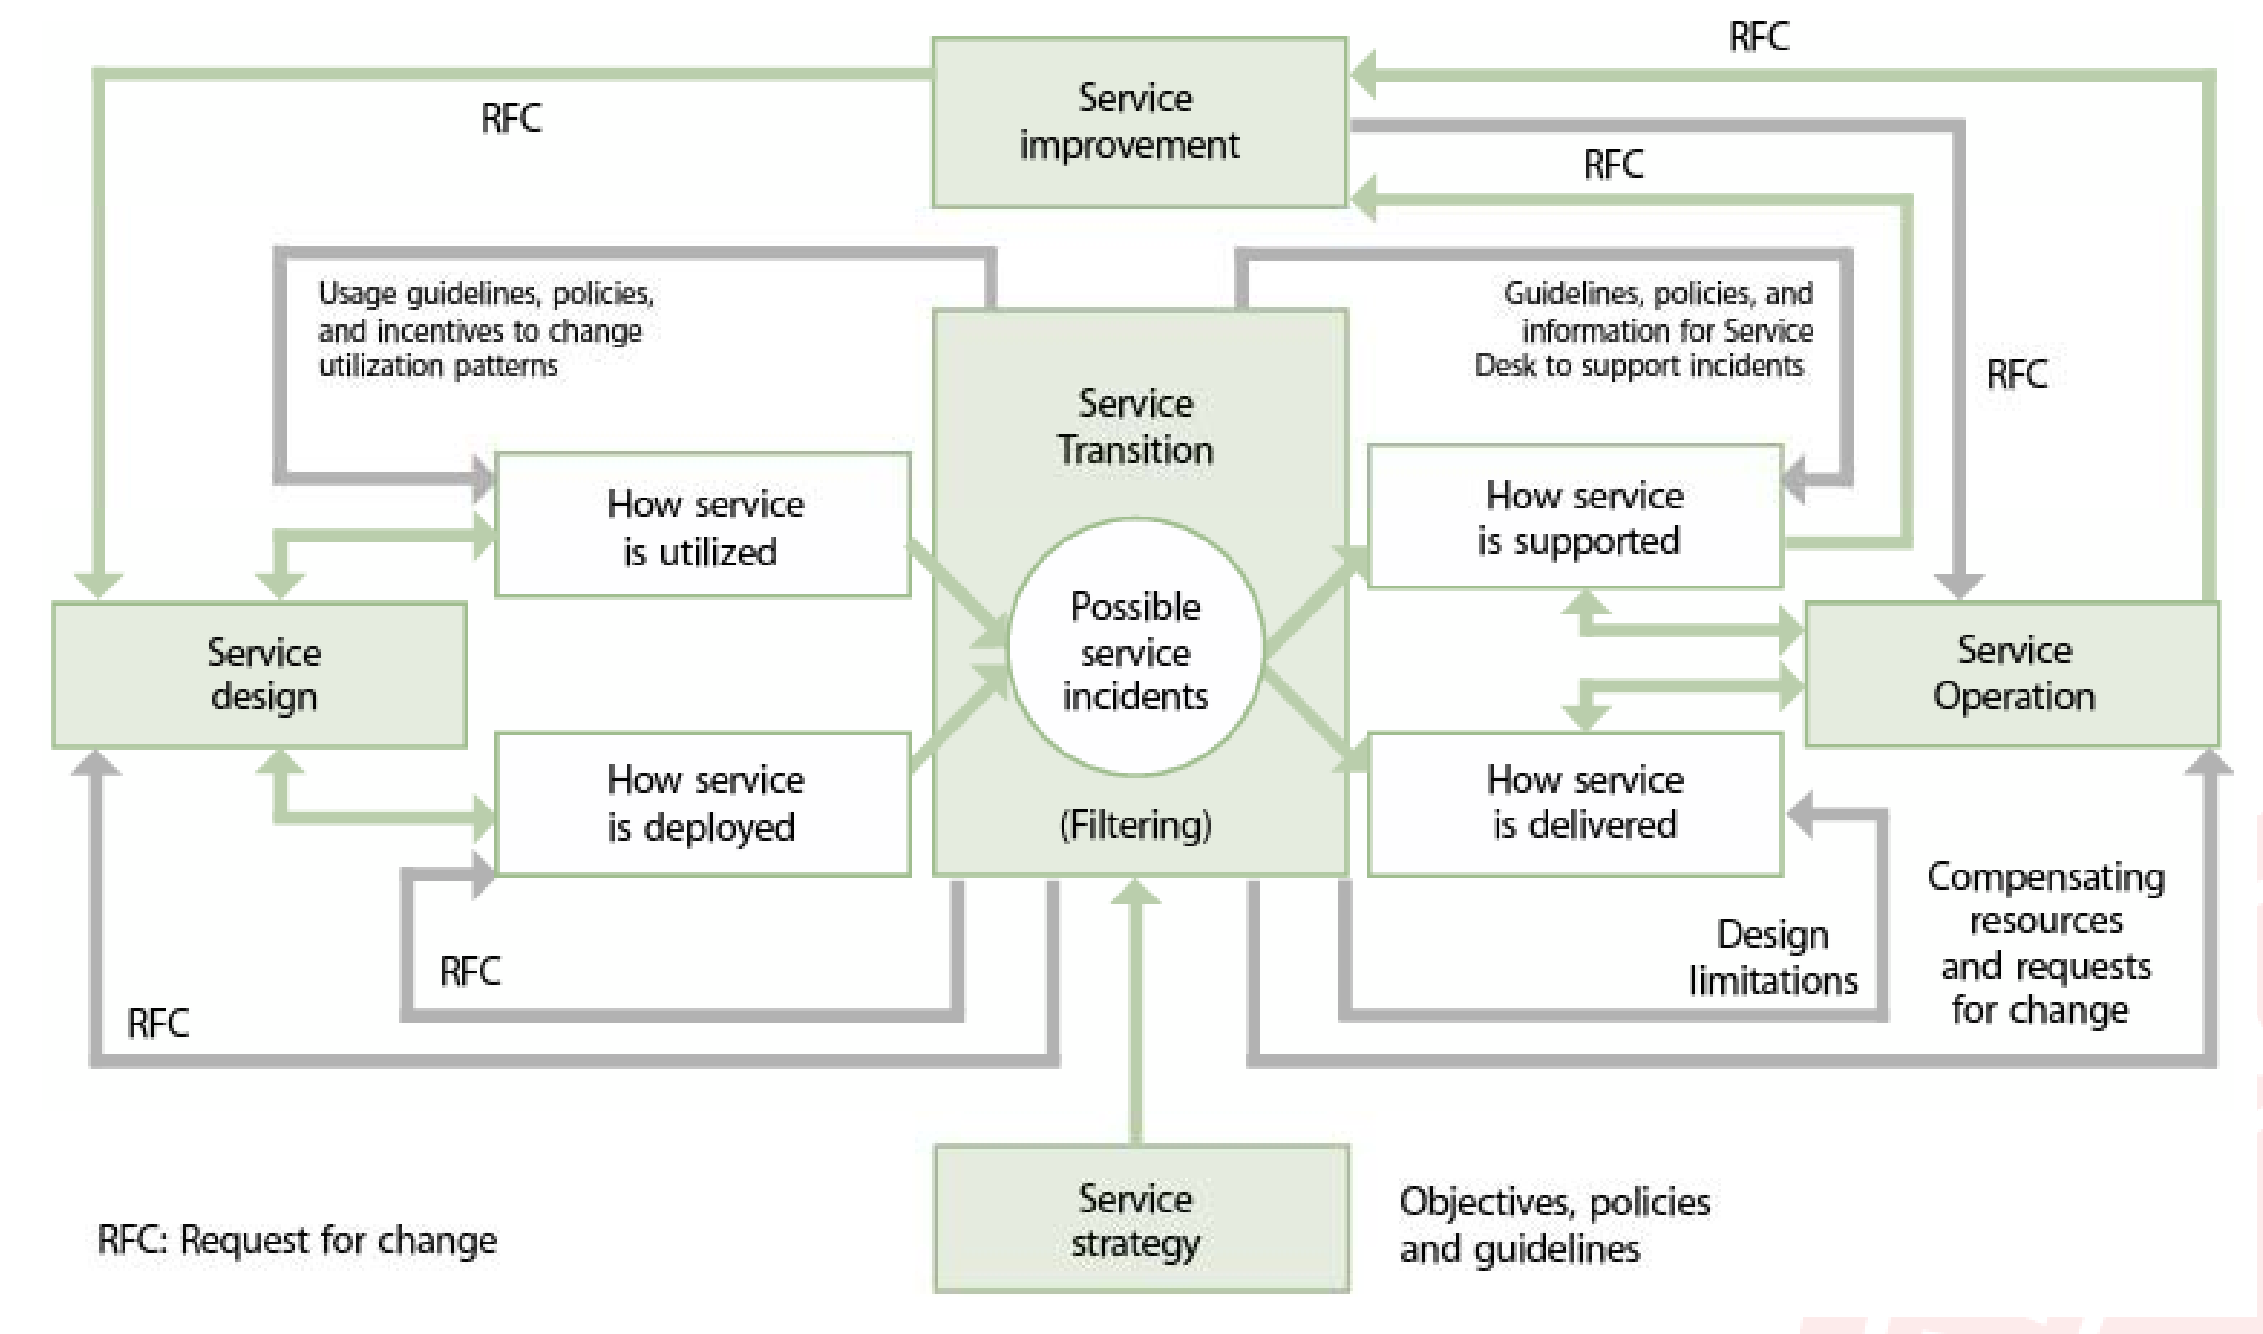 RFC
Service
improvement
RFC
RFC
Usage guidelines, policies,
and incentives to change
utilization patterns
Guidelines, policies, and
information for Service
Desk to support incidents
RFC
Service
Transition
How service
is utilized
How service
is supported
Possible
service
incidents
Service
design
Service
Operation
How service
is deployed
(Filtering)
How service
is delivered
Compensating
resources
and requests
for change
Design
limitations
RFC
RFC
Service
strategy
Objectives, policies
and guidelines
RFC: Request for change